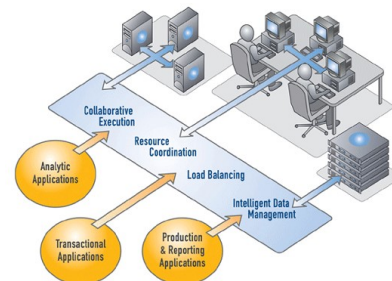 Collaborative
Execution
Resource
Coordination
Load Balancing
Intelligent Data
Management
Analytic
Applications
Transactional
Applications
Production
& Reporting
Applications